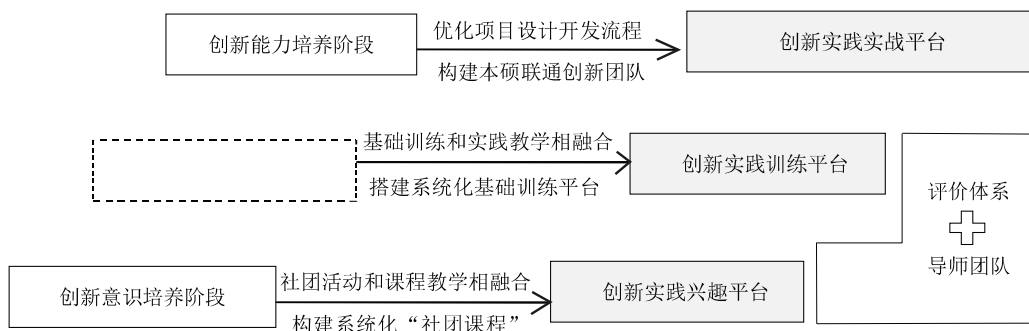 创新能力培养阶段
优化项目设计开发流程
构建本硕联通创新团队
创新实践实战平台
基础训练和实践教学相融合
搭建系统化基础训练平台
创新实践训练平台
评价体系
导师团队
创新意识培养阶段
社团活动和课程教学相融合
构建系统化“社团课程”
创新实践兴趣平台